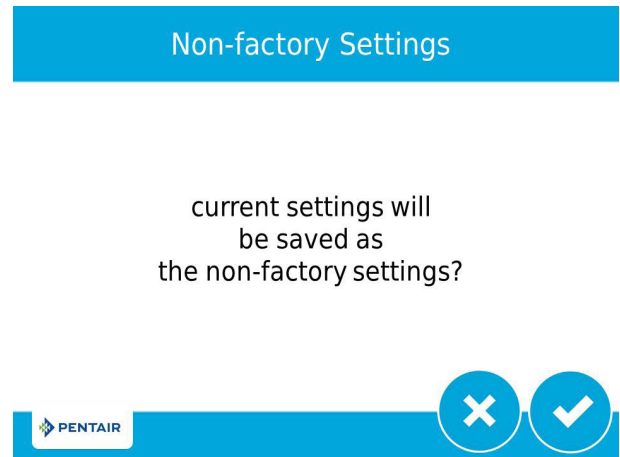 Non-factory Settings
current settings will
be saved as
the non-factory settings?
PENTAIR